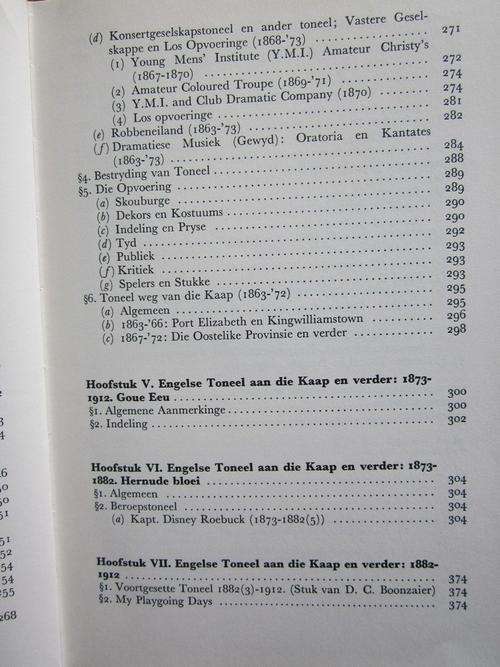 (d) Konsertgeselskapstoneel en ander toneel; Vastere Gesel-
skappe en Los Opvoeringe (1868-'73) . . . . . . . . . . . . . . 271
(1) Young Mens' Institute (Y.M.I.) Amateur Christy's
(1867-1870) . . . . . . . . . . . . . . . . . . . . . . . . . . . . . . 272
(2) Amateur Coloured Troupe (1869-'71) . . . . . . . . . . 274
(3) Y.M.I. and Club Dramatic Company (1870) . . . . . . 274
(4) Los opvoeringe . . . . . . . . . . . . . . . . . . . . . . . . . . 281
(e) Robbeneiland (1863-'73) . . . . . . . . . . . . . . . . . . . . . . 282
(f) Dramatiese Musiek (Gewyd): Oratoria en Kantates
(1863-'73) . . . . . . . . . . . . . . . . . . . . . . . . . . . . . . . . 284
§4. Bestryding van Toneel . . . . . . . . . . . . . . . . . . . . . . . . 288
§5. Die Opvoering . . . . . . . . . . . . . . . . . . . . . . . . . . . . . . 289
(a) Skouburge . . . . . . . . . . . . . . . . . . . . . . . . . . . . . . . . 289
(b) Dekors en Kostuums . . . . . . . . . . . . . . . . . . . . . . . . 290
(c) Indeling en Pryse . . . . . . . . . . . . . . . . . . . . . . . . . . 290
(d) Tyd . . . . . . . . . . . . . . . . . . . . . . . . . . . . . . . . . . . . 292
(e) Publiek . . . . . . . . . . . . . . . . . . . . . . . . . . . . . . . . . . 293
(f) Kritiek . . . . . . . . . . . . . . . . . . . . . . . . . . . . . . . . . . 293
(g) Spelers en Stukke . . . . . . . . . . . . . . . . . . . . . . . . . . 293
§6. Toneel weg van die Kaap (1863-'72) . . . . . . . . . . . . . . 295
(a) Algemeen . . . . . . . . . . . . . . . . . . . . . . . . . . . . . . . . 295
(b) 1863-'66: Port Elizabeth en Kingwilliamstown . . . . . . 296
(c) 1867-'72: Die Oostelike Provinsie en verder . . . . . . . . 298
Hoofstuk V. Engelse Toneel aan die Kaap en verder: 1873-
1912. Goue Eeu . . . . . . . . . . . . . . . . . . . . . . . . . . . . . . 300
§1. Algemene Aanmerkinge . . . . . . . . . . . . . . . . . . . . . . 300
§2. Indeling . . . . . . . . . . . . . . . . . . . . . . . . . . . . . . . . . . 302
Hoofstuk VI. Engelse Toneel aan die Kaap en verder: 1873-
1882. Hernude bloei . . . . . . . . . . . . . . . . . . . . . . . . . . 304
§1. Algemeen . . . . . . . . . . . . . . . . . . . . . . . . . . . . . . . . 304
§2. Beroepstoneel . . . . . . . . . . . . . . . . . . . . . . . . . . . . . . 304
(a) Kapt. Disney Roebuck (1873-1882(5)) . . . . . . . . . . 304
Hoofstuk VII. Engelse Toneel aan die Kaap en verder: 1882-
1912 . . . . . . . . . . . . . . . . . . . . . . . . . . . . . . . . . . . . . . 374
§1. Voortgesette Toneel 1882(3)-1912. (Stuk van D. C. Boonzaier) 374
§2. My Playgoing Days . . . . . . . . . . . . . . . . . . . . . . . . . . 374